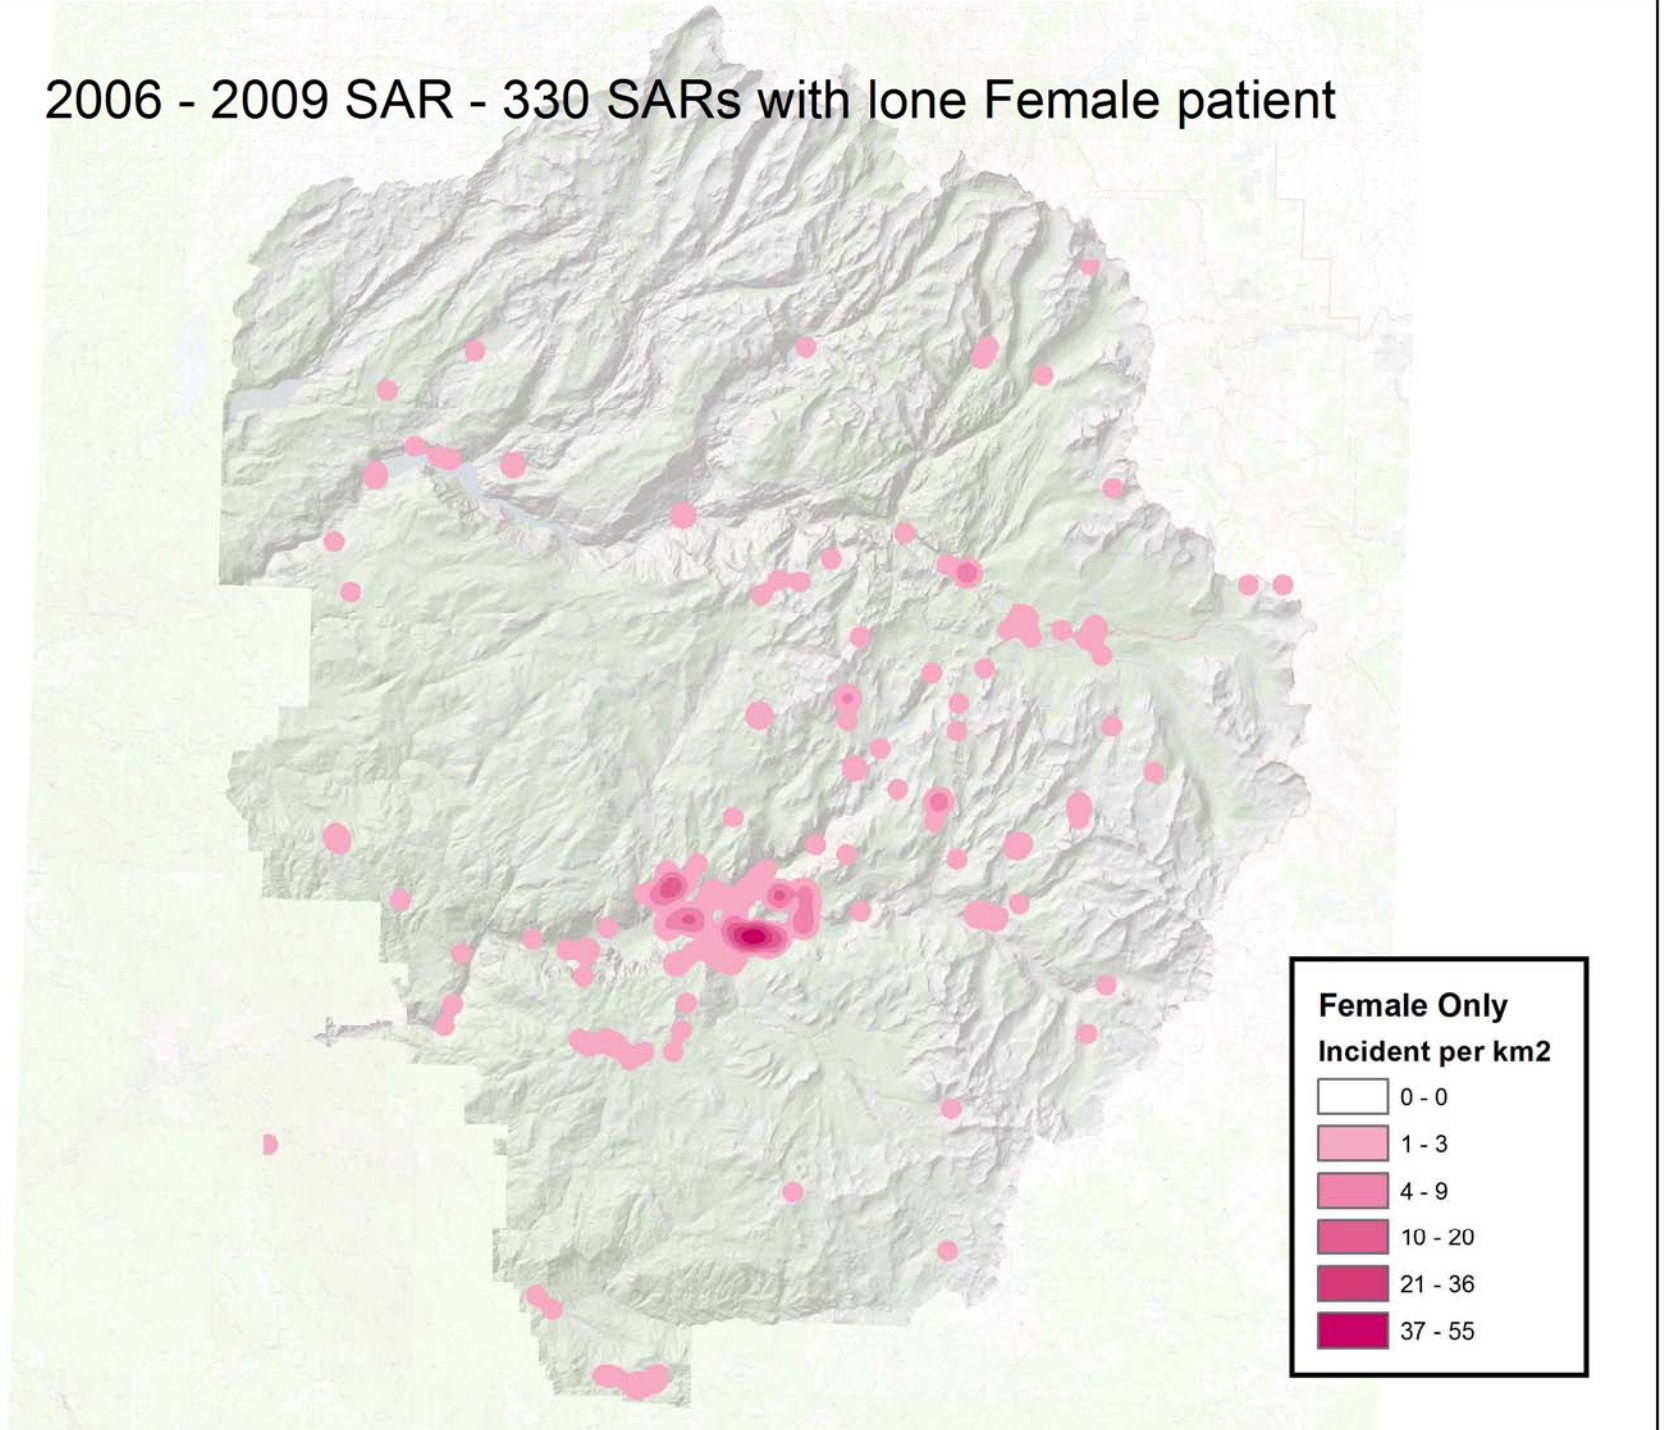 2006 - 2009 SAR - 330 SARs with lone Female patient
Female Only
Incident per km2
0 - 0
1 - 3
4 - 9
10 - 20
21 - 36
37 - 55